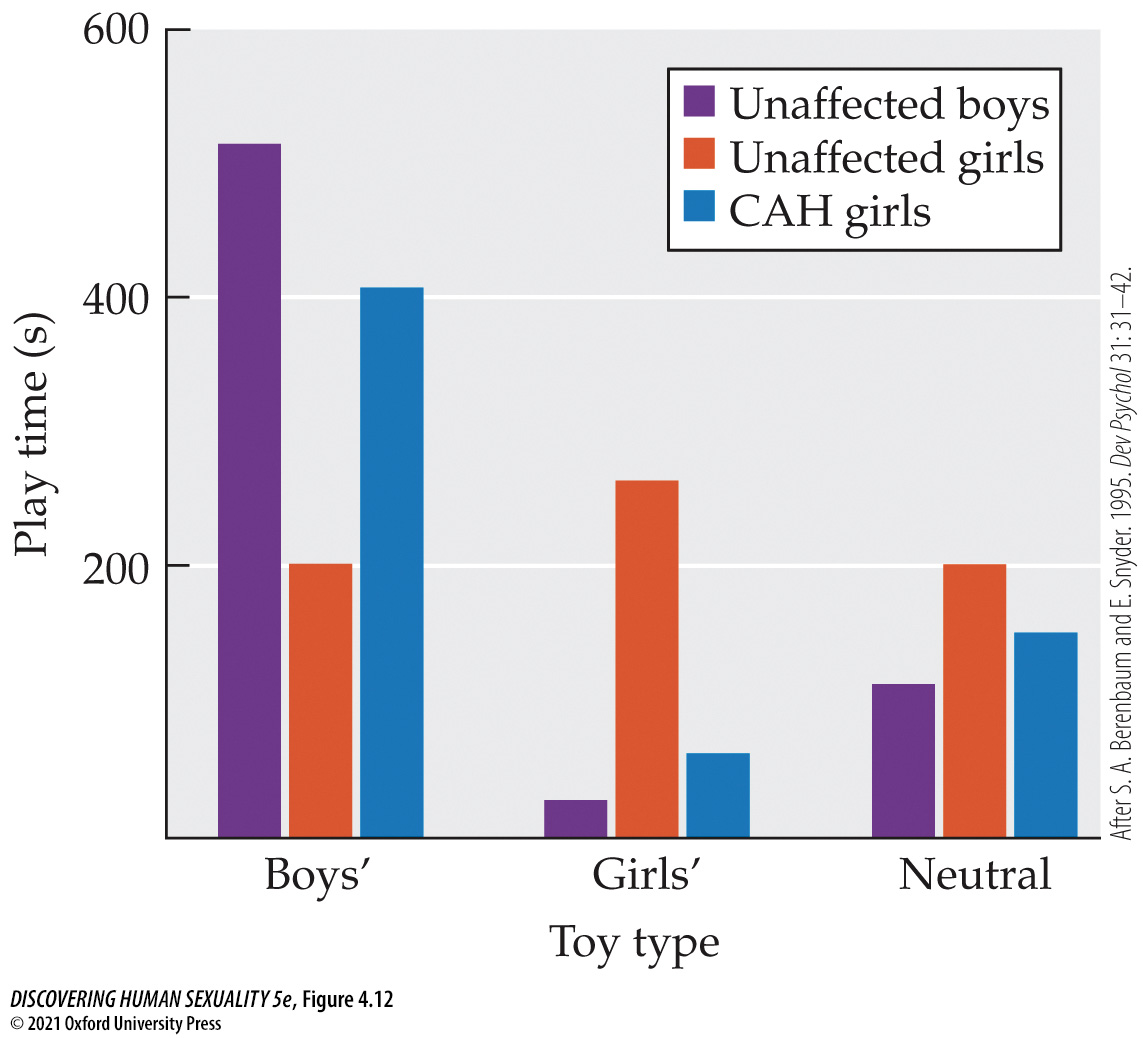 600
400
200
Play time (s)
Unaffected boys
Unaffected girls
CAH girls
Boys’
Girls’
Neutral
Toy type
After S. A. Berenbaum and E. Snyder. 1995. Dev Psychol 31: 31–42.
DISCOVERING HUMAN SEXUALITY 5e, Figure 4.12
© 2021 Oxford University Press